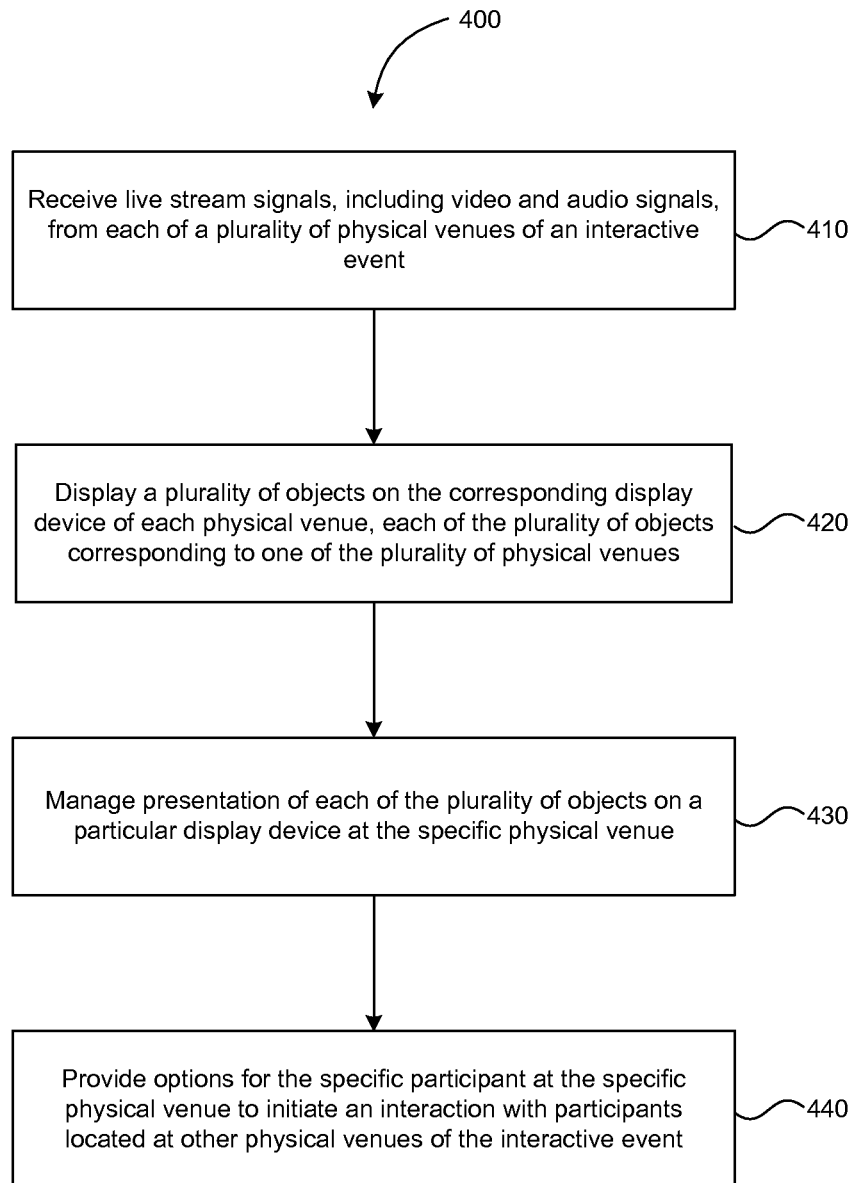 400
Receive live stream signals, including video and audio signals,
from each of a plurality of physical venues of an interactive
event
410
Display a plurality of objects on the corresponding display
device of each physical venue, each of the plurality of objects
corresponding to one of the plurality of physical venues
420
Manage presentation of each of the plurality of objects on a
particular display device at the specific physical venue
430
Provide options for the specific participant at the specific
physical venue to initiate an interaction with participants
located at other physical venues of the interactive event
440